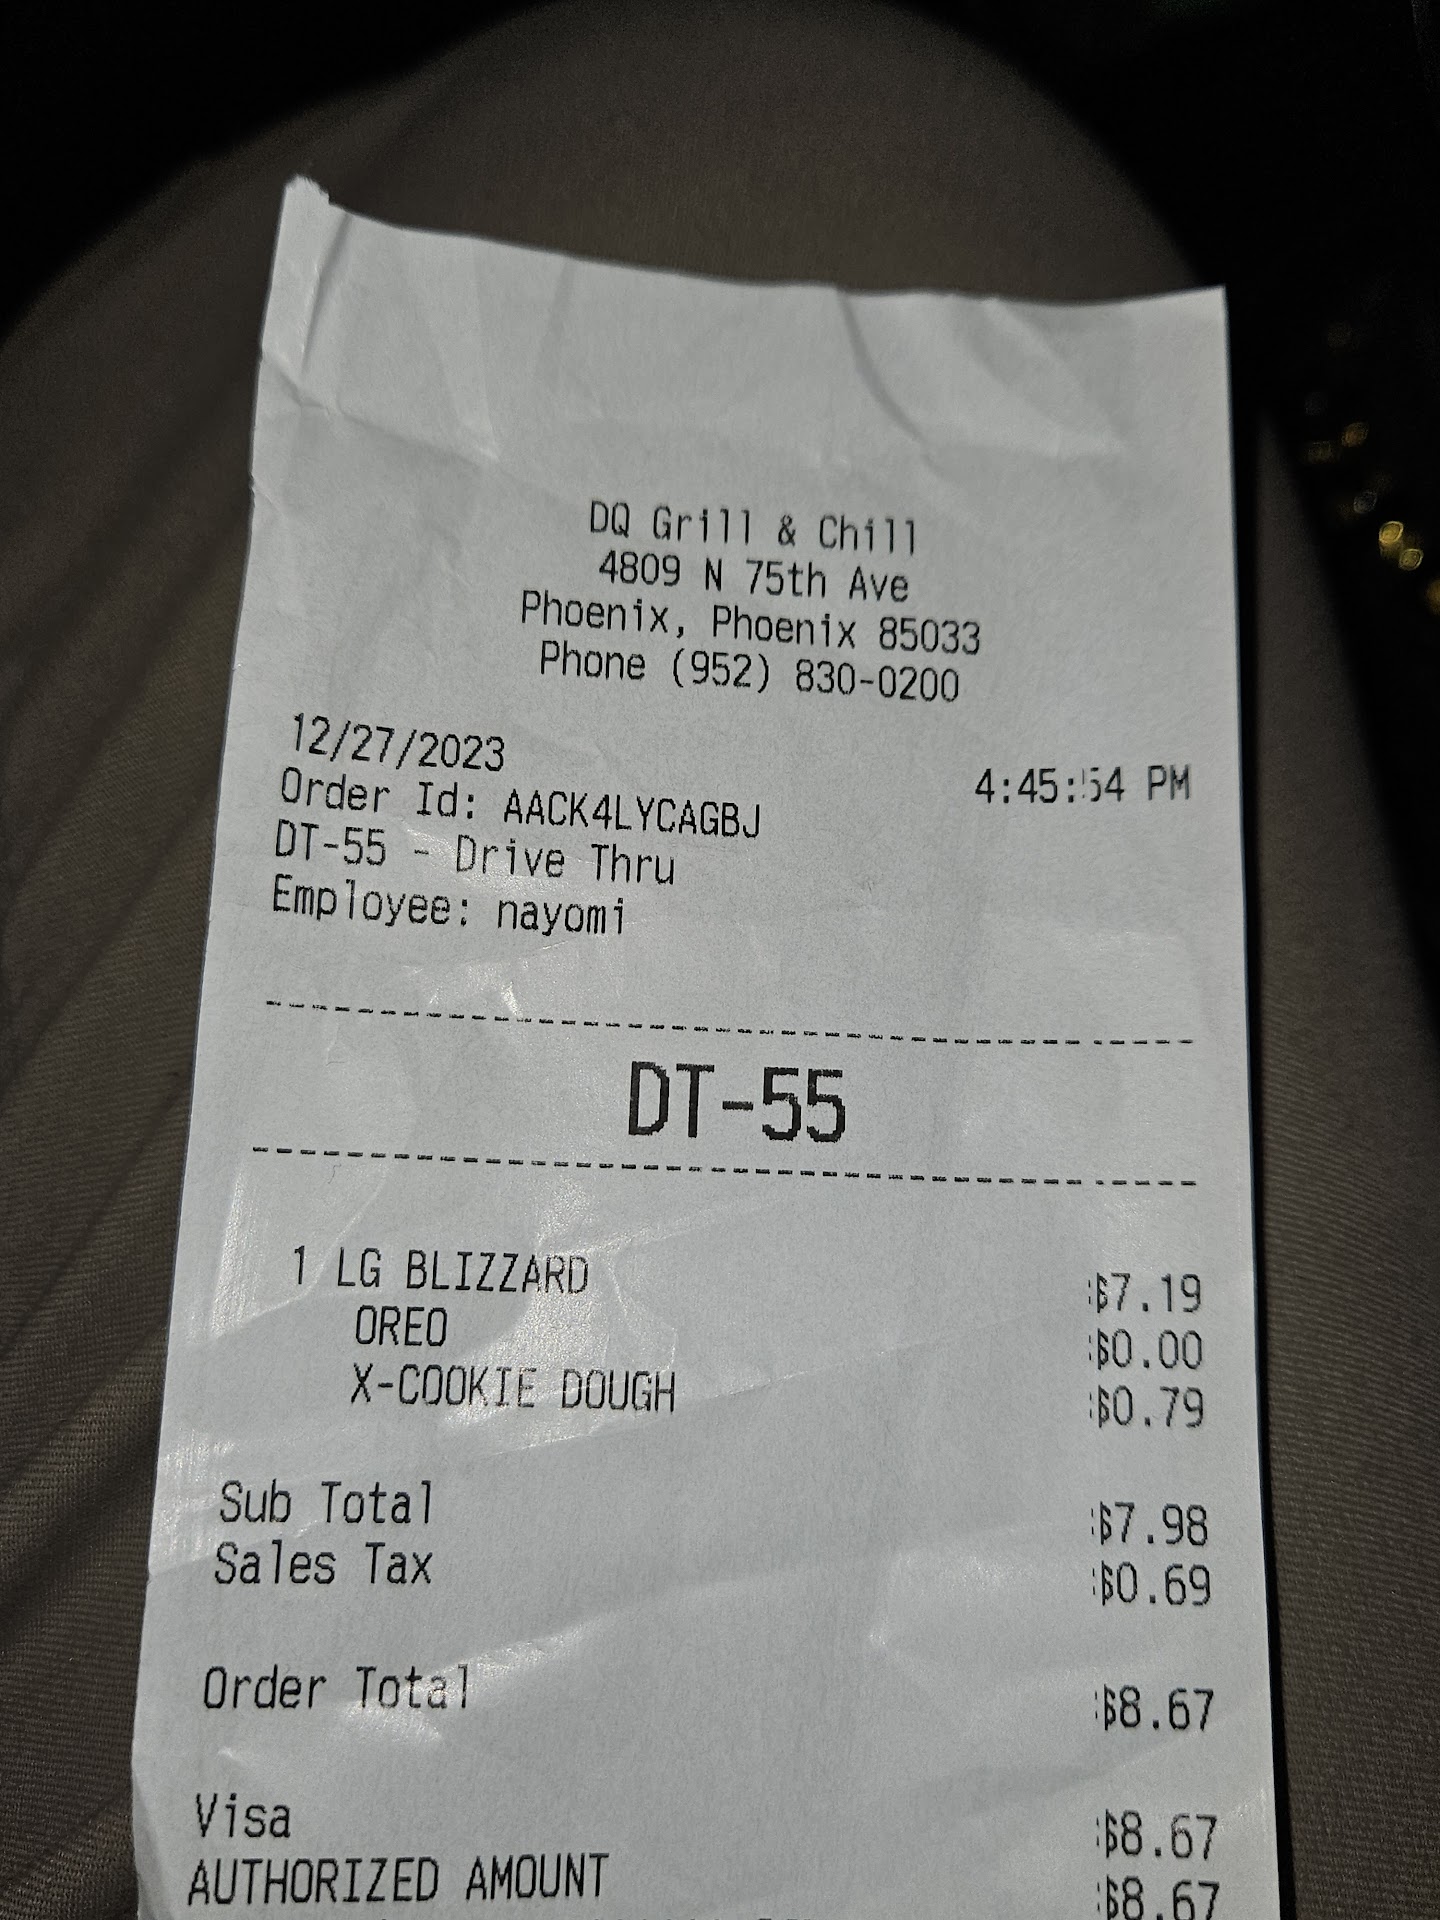 DQ Grill & Chill
4809 N 75th Ave
Phoenix, Phoenix 85033
Phone (952) 830-0200
12/27/2023 4:45:54 PM
Order Id: AACK4LYCAGBJ
DT-55 - Drive Thru
Employee: nayomi
DT-55
1 LG BLIZZARD $7.19
OREO $0.00
X-COOKIE DOUGH $0.79
Sub Total $7.98
Sales Tax $0.69
Order Total $8.67
Visa $8.67
AUTHORIZED AMOUNT $8.67